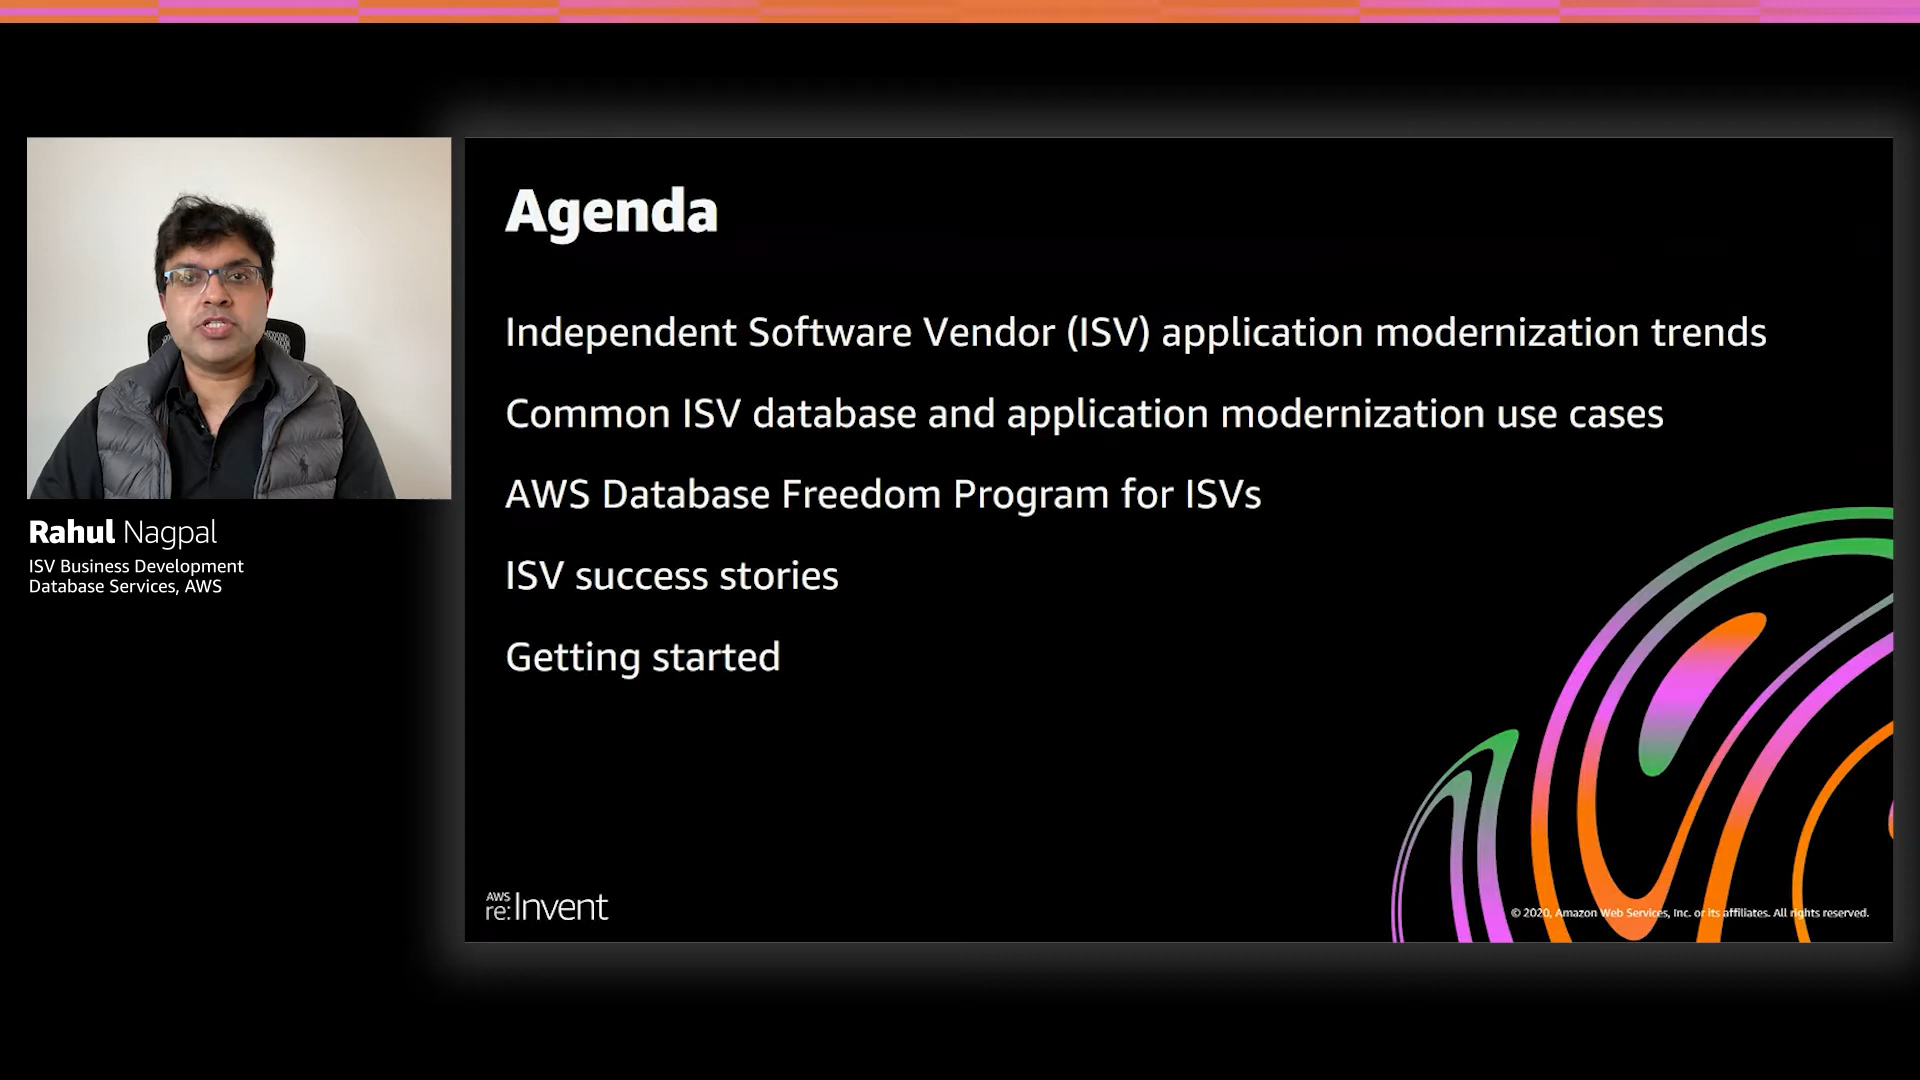 Agenda
Independent Software Vendor (ISV) application modernization trends
Common ISV database and application modernization use cases
AWS Database Freedom Program for ISVs
ISV success stories
Getting started
Rahul Nagpal
ISV Business Development
Database Services, AWS
AWS
re:Invent
© 2020, Amazon Web Services, Inc. or its affiliates. All rights reserved.